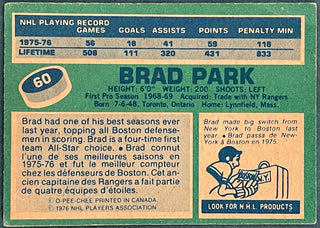 NHL PLAYING RECORD
GAMES GOALS ASSISTS POINTS PENALTY MIN
1975-76 56 18 41 59 118
LIFETIME 508 111 320 431 833
60
BRAD PARK
HEIGHT: 6'0" WEIGHT: 200 SHOOTS: LEFT
First Pro Season 1968-69 Acquired: Trade with NY Rangers
Born 7-6-48, Toronto, Ontario Home: Lynnfield, Mass.
Brad had one of his best seasons ever
last year, topping all Boston defense-
men in scoring. Brad is a four-time first
team All-Star choice. • Brad connut
l'une de ses meilleures saisons en
1975-76 et fut le meilleur compteur
chez les défenseurs de Boston. Cet an-
cien capitaine des Rangers a fait partie
de quatre équipes d'étoiles.
© O-PEE-CHEE PRINTED IN CANADA.
© 1976 NHL PLAYERS ASSOCIATION
Brad made big switch from
New York to Boston last
year. • Brad passa de New-
York à Boston en 1975.
BOSTON
N.Y.
LOOK FOR N.H.L. PRODUCTS